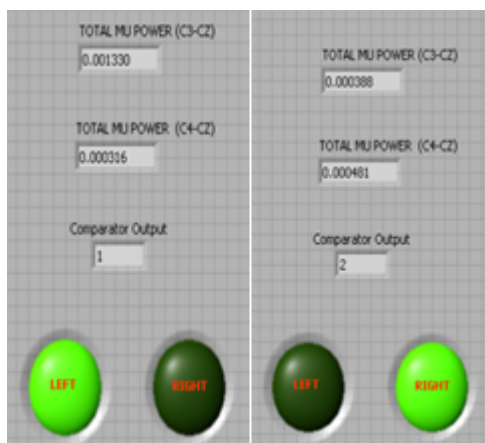 TOTAL MU POWER (C3-CZ)
0.001330
TOTAL MU POWER (C4-CZ)
0.000316
Comparator Output
1
LEFT
RIGHT
TOTAL MU POWER (C3-CZ)
0.000388
TOTAL MU POWER (C4-CZ)
0.000481
Comparator Output
2
LEFT
RIGHT